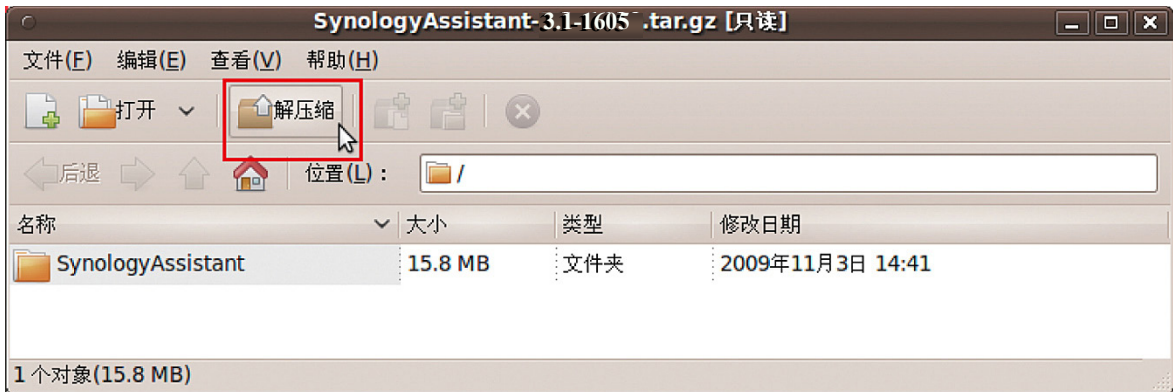 SynologyAssistant-3.1-1605 .tar.gz [只读]
文件(F) 编辑(E) 查看(V) 帮助(H)
打开 解压缩
后退 位置(L)： /
名称 大小 类型 修改日期
SynologyAssistant 15.8 MB 文件夹 2009年11月3日 14:41
1 个对象(15.8 MB)